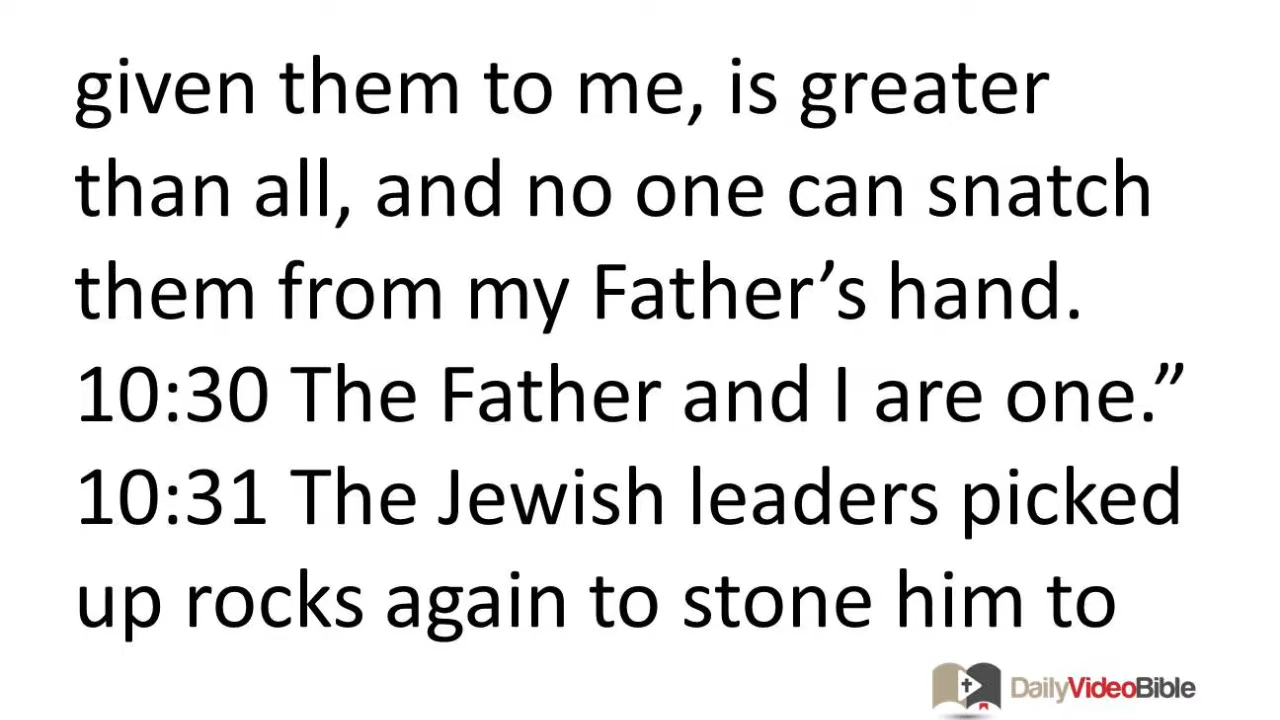 given them to me, is greater
than all, and no one can snatch
them from my Father’s hand.
10:30 The Father and I are one.”
10:31 The Jewish leaders picked
up rocks again to stone him to
DailyVideoBible